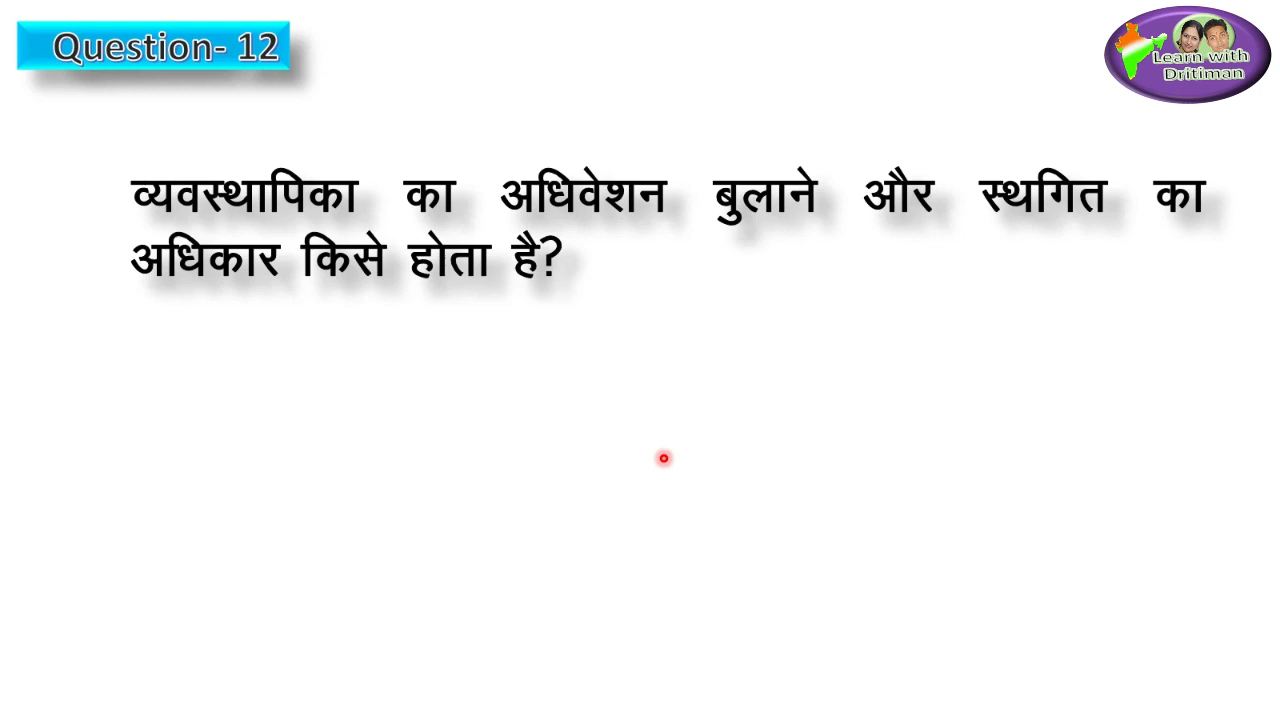 Question- 12
Learn with
Dritiman
व्यवस्थापिका का अधिवेशन बुलाने और स्थगित का
अधिकार किसे होता है?